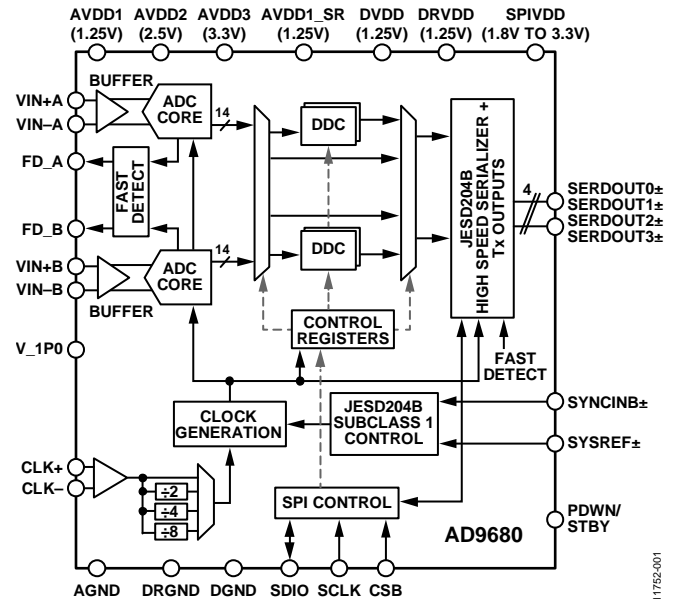 AVDD1 AVDD2 AVDD3 AVDD1_SR DVDD DRVDD SPIVDD
(1.25V) (2.5V) (3.3V) (1.25V) (1.25V) (1.25V) (1.8V TO 3.3V)
BUFFER
VIN+A
VIN–A
ADC
CORE
14
DDC
FD_A
FAST
DETECT
FD_B
14
DDC
VIN+B
VIN–B
ADC
CORE
BUFFER
JESD204B
HIGH SPEED SERIALIZER +
Tx OUTPUTS
4
SERDOUT0±
SERDOUT1±
SERDOUT2±
SERDOUT3±
CONTROL
REGISTERS
V_1P0
FAST
DETECT
CLOCK
GENERATION
JESD204B
SUBCLASS 1
CONTROL
SYNCINB±
SYSREF±
CLK+
CLK–
÷2
÷4
÷8
SPI CONTROL
PDWN/
STBY
AD9680
AGND DRGND DGND SDIO SCLK CSB
11752-001